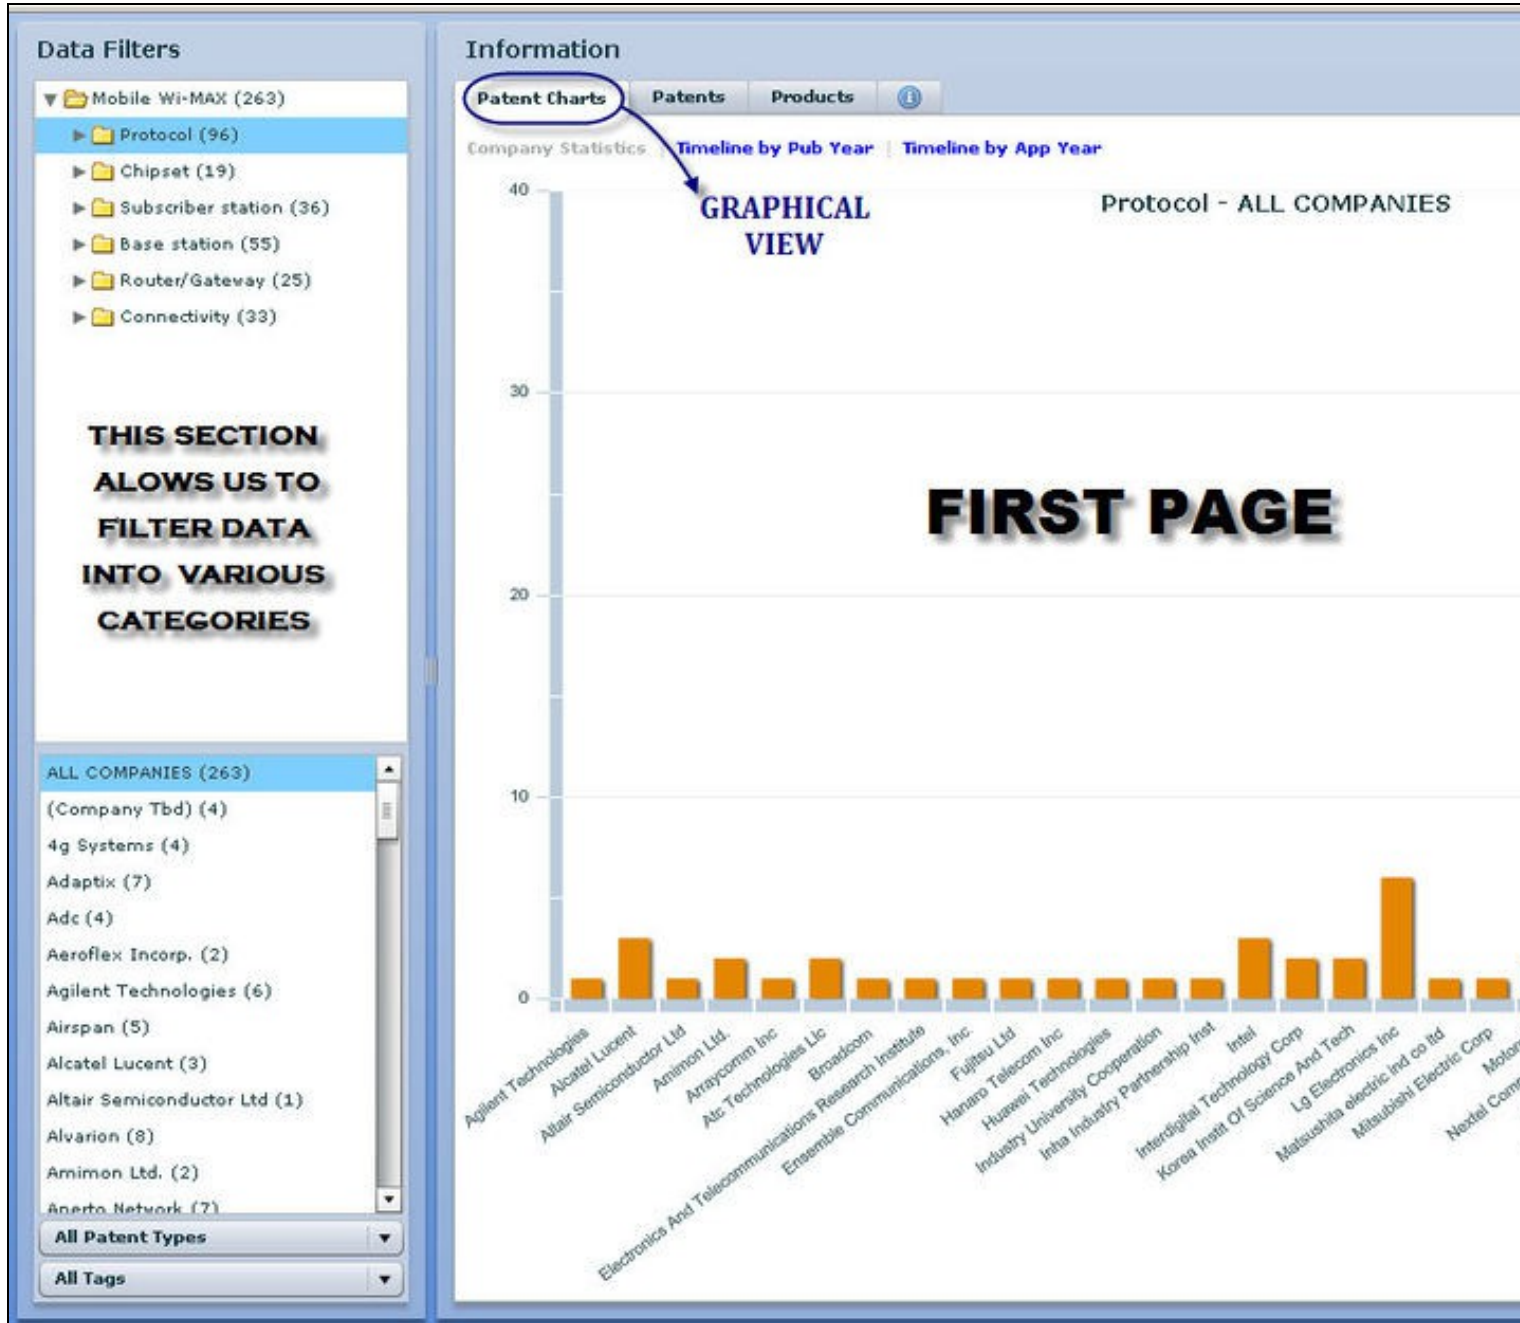 Data Filters
Mobile Wi-MAX (263)
Protocol (96)
Chipset (19)
Subscriber station (36)
Base station (55)
Router/Gateway (25)
Connectivity (33)
THIS SECTION
ALOWS US TO
FILTER DATA
INTO VARIOUS
CATEGORIES
ALL COMPANIES (263)
(Company Tbd) (4)
4g Systems (4)
Adaptix (7)
Adc (4)
Aeroflex Incorp. (2)
Agilent Technologies (6)
Airspan (5)
Alcatel Lucent (3)
Altair Semiconductor Ltd (1)
Alvarion (8)
Amimon Ltd. (2)
Aperto Network (7)
All Patent Types
All Tags
Information
Patent Charts Patents Products
Company Statistics Timeline by Pub Year Timeline by App Year
GRAPHICAL
VIEW
Protocol - ALL COMPANIES
FIRST PAGE
40
30
20
10
0
Agilent Technologies
Alcatel Lucent
Altair Semiconductor Ltd
Amimon Ltd.
Arraycomm Inc
Atc Technologies Llc
Broadcom
Electronics And Telecommunications Research Institute
Ensemble Communications, Inc.
Fujitsu Ltd
Hanaro Telecom Inc
Huawei Technologies
Industry University Cooperation
Inha Industry Partnership Inst
Intel
Interdigital Technology Corp
Korea Instit Of Science And Tech
Lg Electronics Inc
Matsushita electric ind co ltd
Mitsubishi Electric Corp